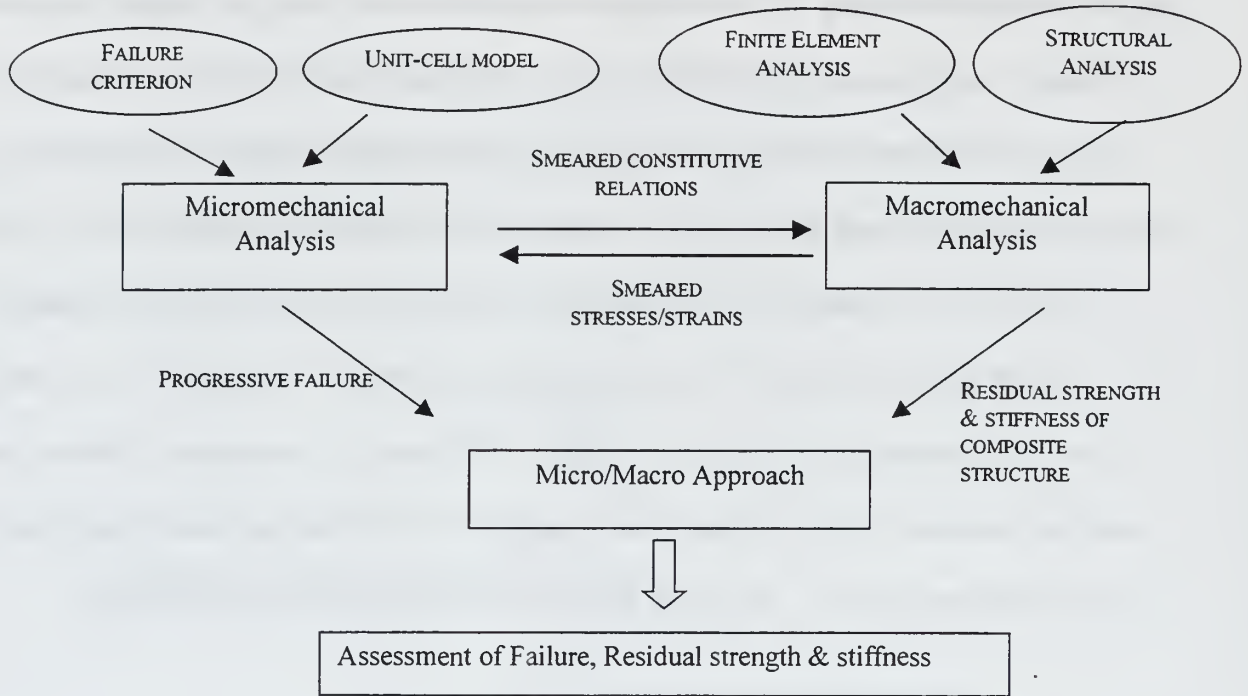 FAILURE
CRITERION
UNIT-CELL MODEL
FINITE ELEMENT
ANALYSIS
STRUCTURAL
ANALYSIS
SMEARED CONSTITUTIVE
RELATIONS
Micromechanical
Analysis
Macromechanical
Analysis
SMEARED
STRESSES/STRAINS
PROGRESSIVE FAILURE
RESIDUAL STRENGTH
& STIFFNESS OF
COMPOSITE
STRUCTURE
Micro/Macro Approach
Assessment of Failure, Residual strength & stiffness